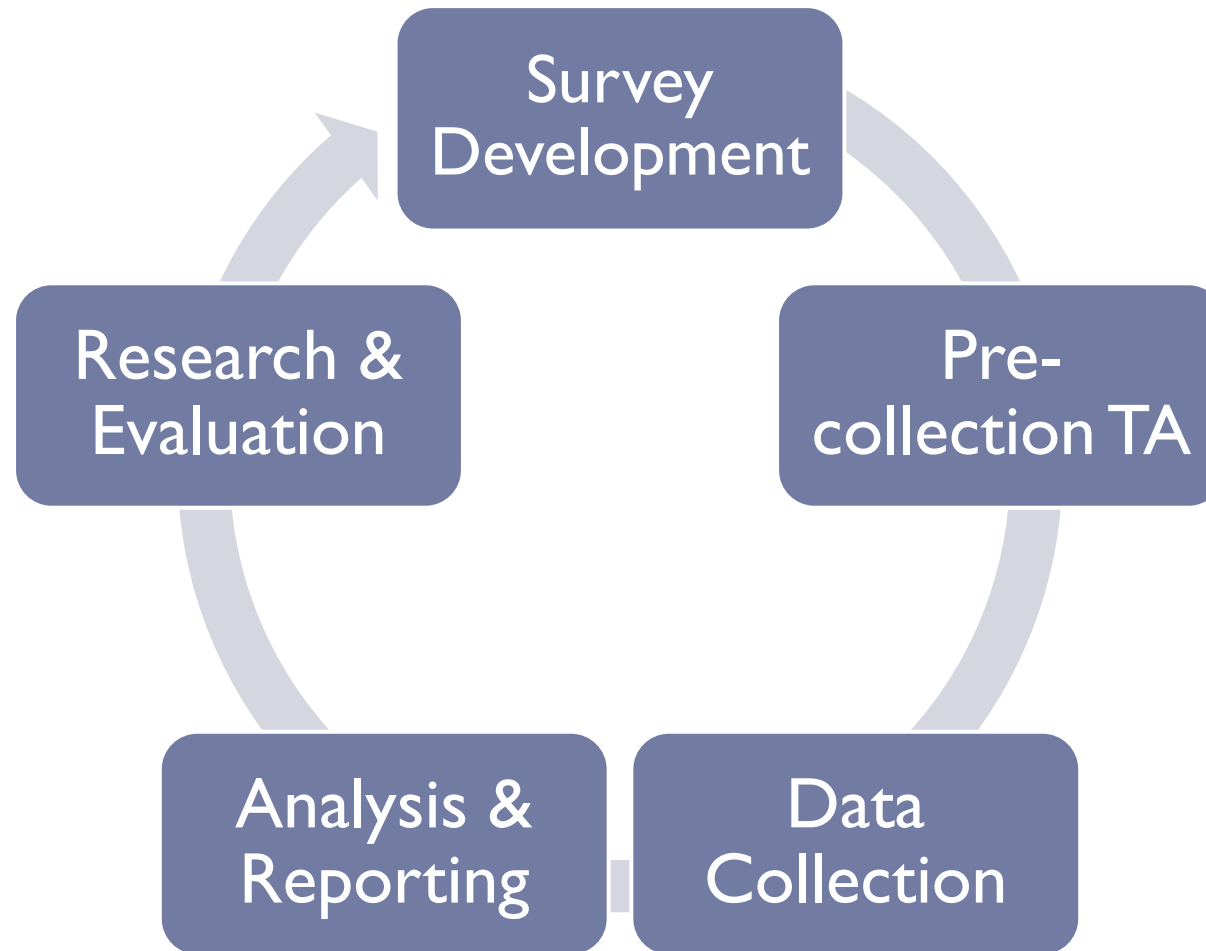 Survey
Development
Pre-
collection TA
Data
Collection
Analysis &
Reporting
Research &
Evaluation